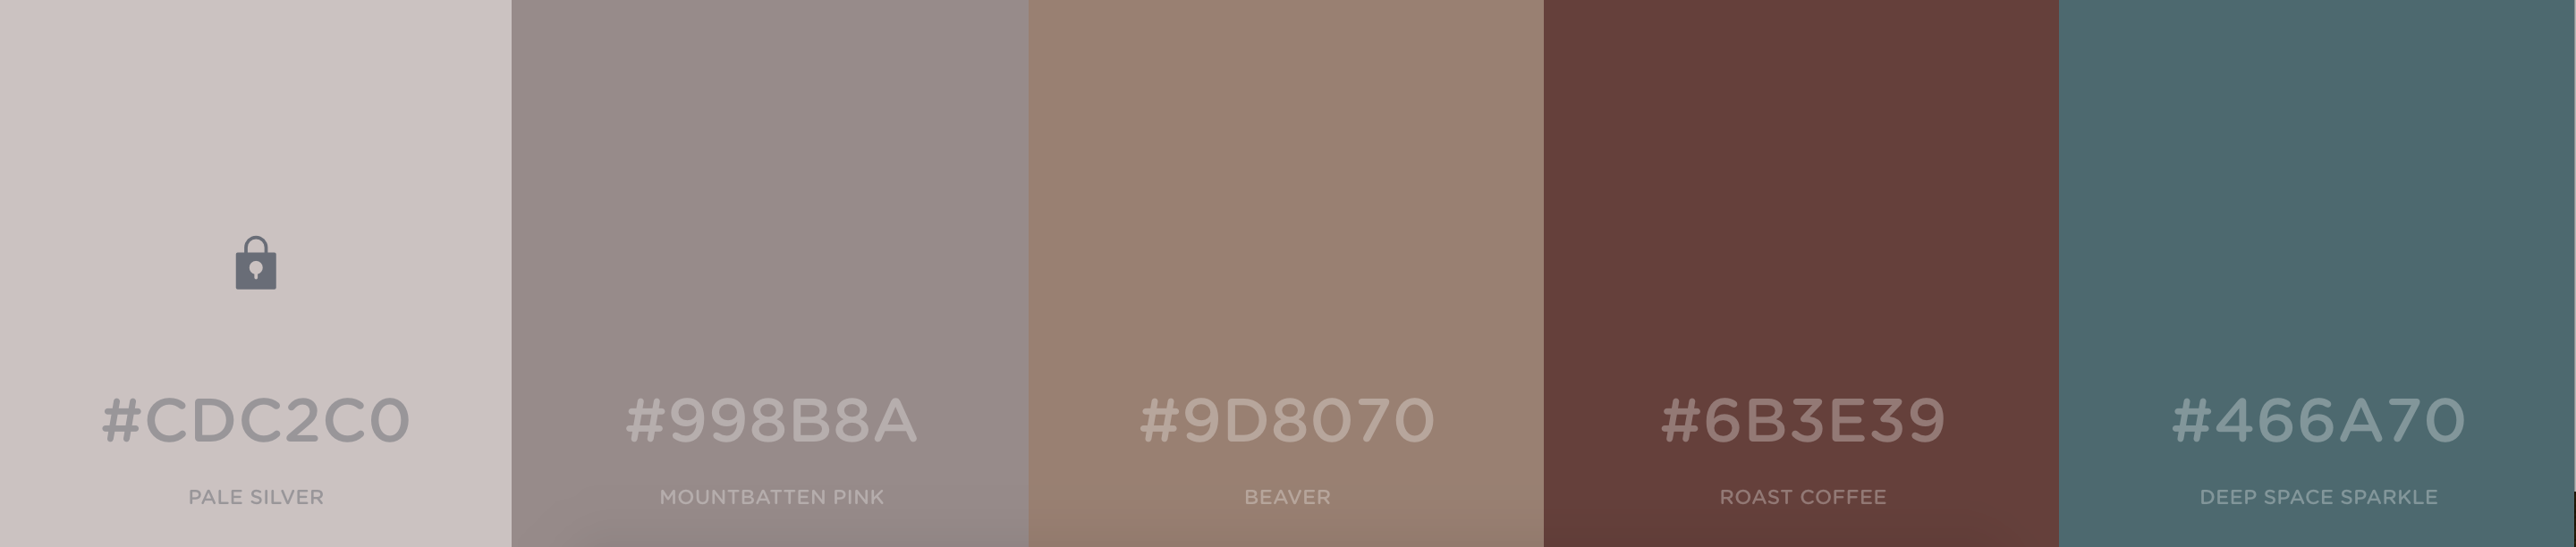 #CDC2C0
PALE SILVER
#998B8A
MOUNTBATTEN PINK
#9D8070
BEAVER
#6B3E39
ROAST COFFEE
#466A70
DEEP SPACE SPARKLE